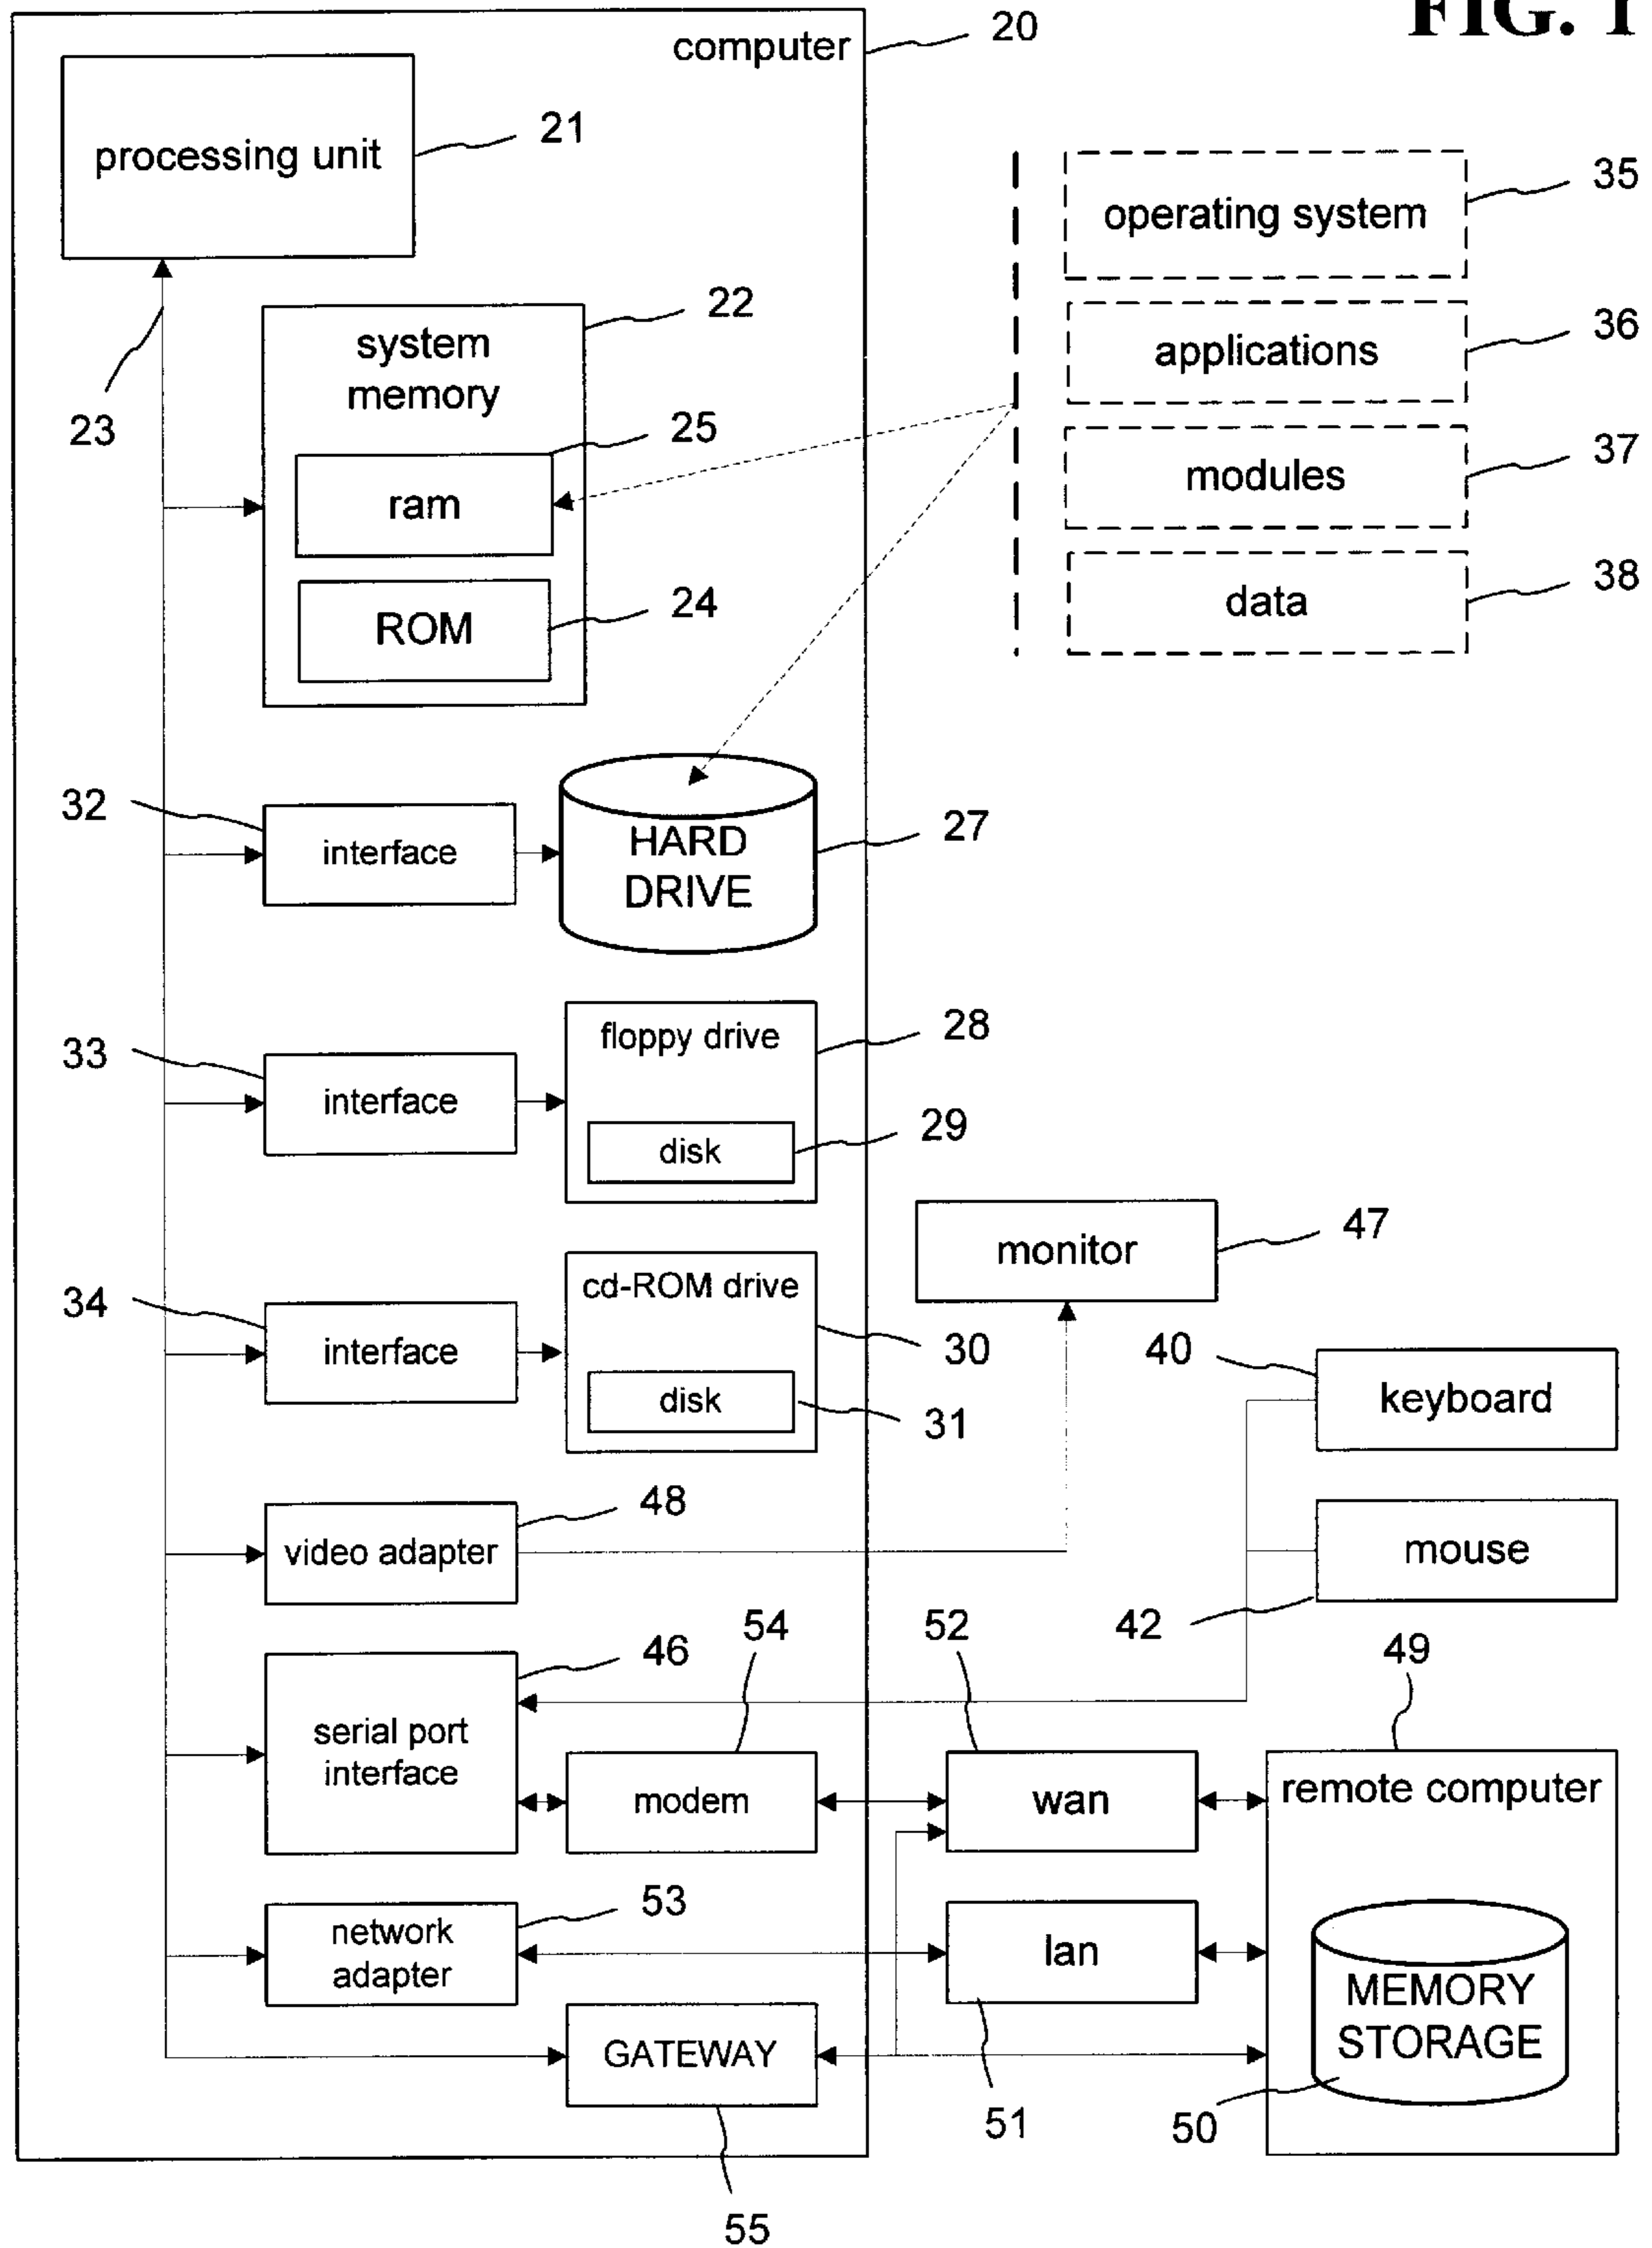 FIG. 1
computer
20
processing unit
21
operating system
35
22
system
memory
applications
36
23
25
ram
modules
37
24
ROM
data
38
32
interface
HARD
DRIVE
27
33
interface
floppy drive
28
disk
29
monitor
47
34
interface
cd-ROM drive
30
disk
31
40
keyboard
48
video adapter
mouse
42
46
serial port
interface
54
modem
52
wan
49
remote computer
53
network
adapter
lan
51
MEMORY
STORAGE
50
GATEWAY
55